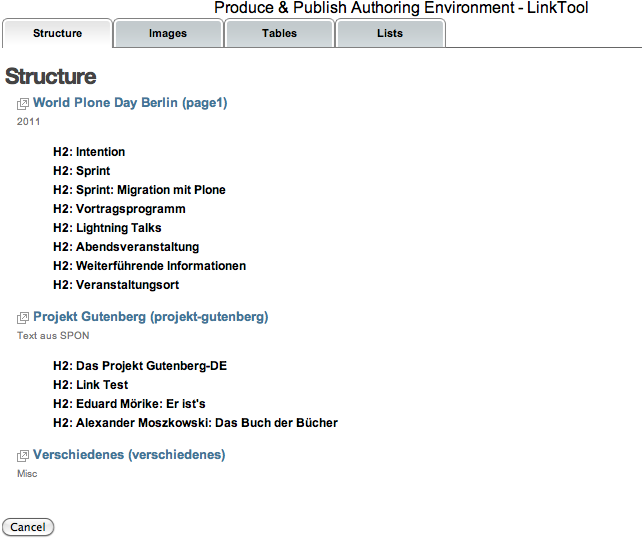 Produce & Publish Authoring Environment - LinkTool
Structure Images Tables Lists
Structure
World Plone Day Berlin (page1)
2011
H2: Intention
H2: Sprint
H2: Sprint: Migration mit Plone
H2: Vortragsprogramm
H2: Lightning Talks
H2: Abendsveranstaltung
H2: Weiterführende Informationen
H2: Veranstaltungsort
Projekt Gutenberg (projekt-gutenberg)
Text aus SPON
H2: Das Projekt Gutenberg-DE
H2: Link Test
H2: Eduard Mörike: Er ist's
H2: Alexander Moszkowski: Das Buch der Bücher
Verschiedenes (verschiedenes)
Misc
Cancel